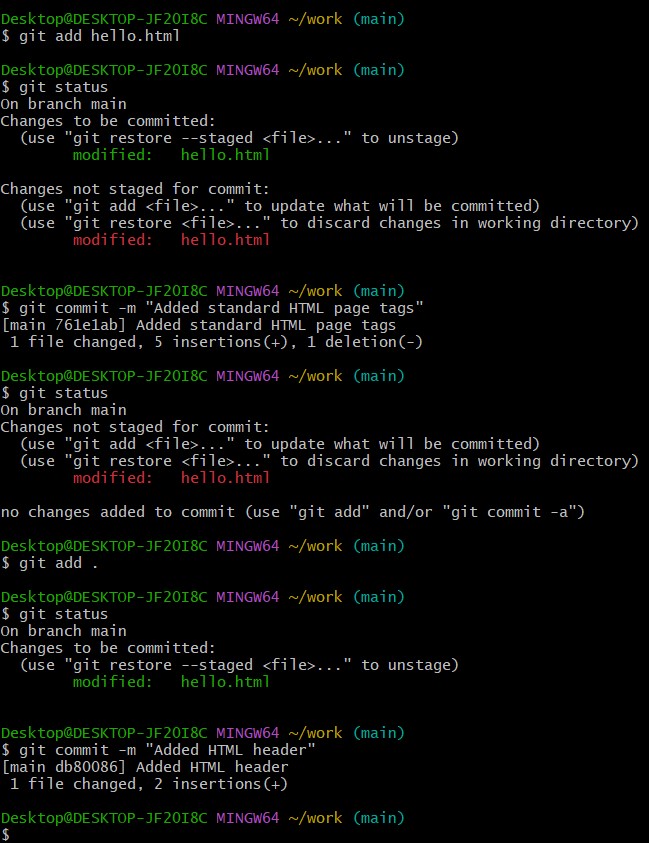 Desktop@DESKTOP-JF2OI8C MINGW64 ~/work (main)
$ git add hello.html
Desktop@DESKTOP-JF2OI8C MINGW64 ~/work (main)
$ git status
On branch main
Changes to be committed:
  (use "git restore --staged <file>..." to unstage)
        modified:   hello.html
Changes not staged for commit:
  (use "git add <file>..." to update what will be committed)
  (use "git restore <file>..." to discard changes in working directory)
        modified:   hello.html
Desktop@DESKTOP-JF2OI8C MINGW64 ~/work (main)
$ git commit -m "Added standard HTML page tags"
[main 761e1ab] Added standard HTML page tags
 1 file changed, 5 insertions(+), 1 deletion(-)
Desktop@DESKTOP-JF2OI8C MINGW64 ~/work (main)
$ git status
On branch main
Changes not staged for commit:
  (use "git add <file>..." to update what will be committed)
  (use "git restore <file>..." to discard changes in working directory)
        modified:   hello.html
no changes added to commit (use "git add" and/or "git commit -a")
Desktop@DESKTOP-JF2OI8C MINGW64 ~/work (main)
$ git add .
Desktop@DESKTOP-JF2OI8C MINGW64 ~/work (main)
$ git status
On branch main
Changes to be committed:
  (use "git restore --staged <file>..." to unstage)
        modified:   hello.html
Desktop@DESKTOP-JF2OI8C MINGW64 ~/work (main)
$ git commit -m "Added HTML header"
[main db80086] Added HTML header
 1 file changed, 2 insertions(+)
Desktop@DESKTOP-JF2OI8C MINGW64 ~/work (main)
$